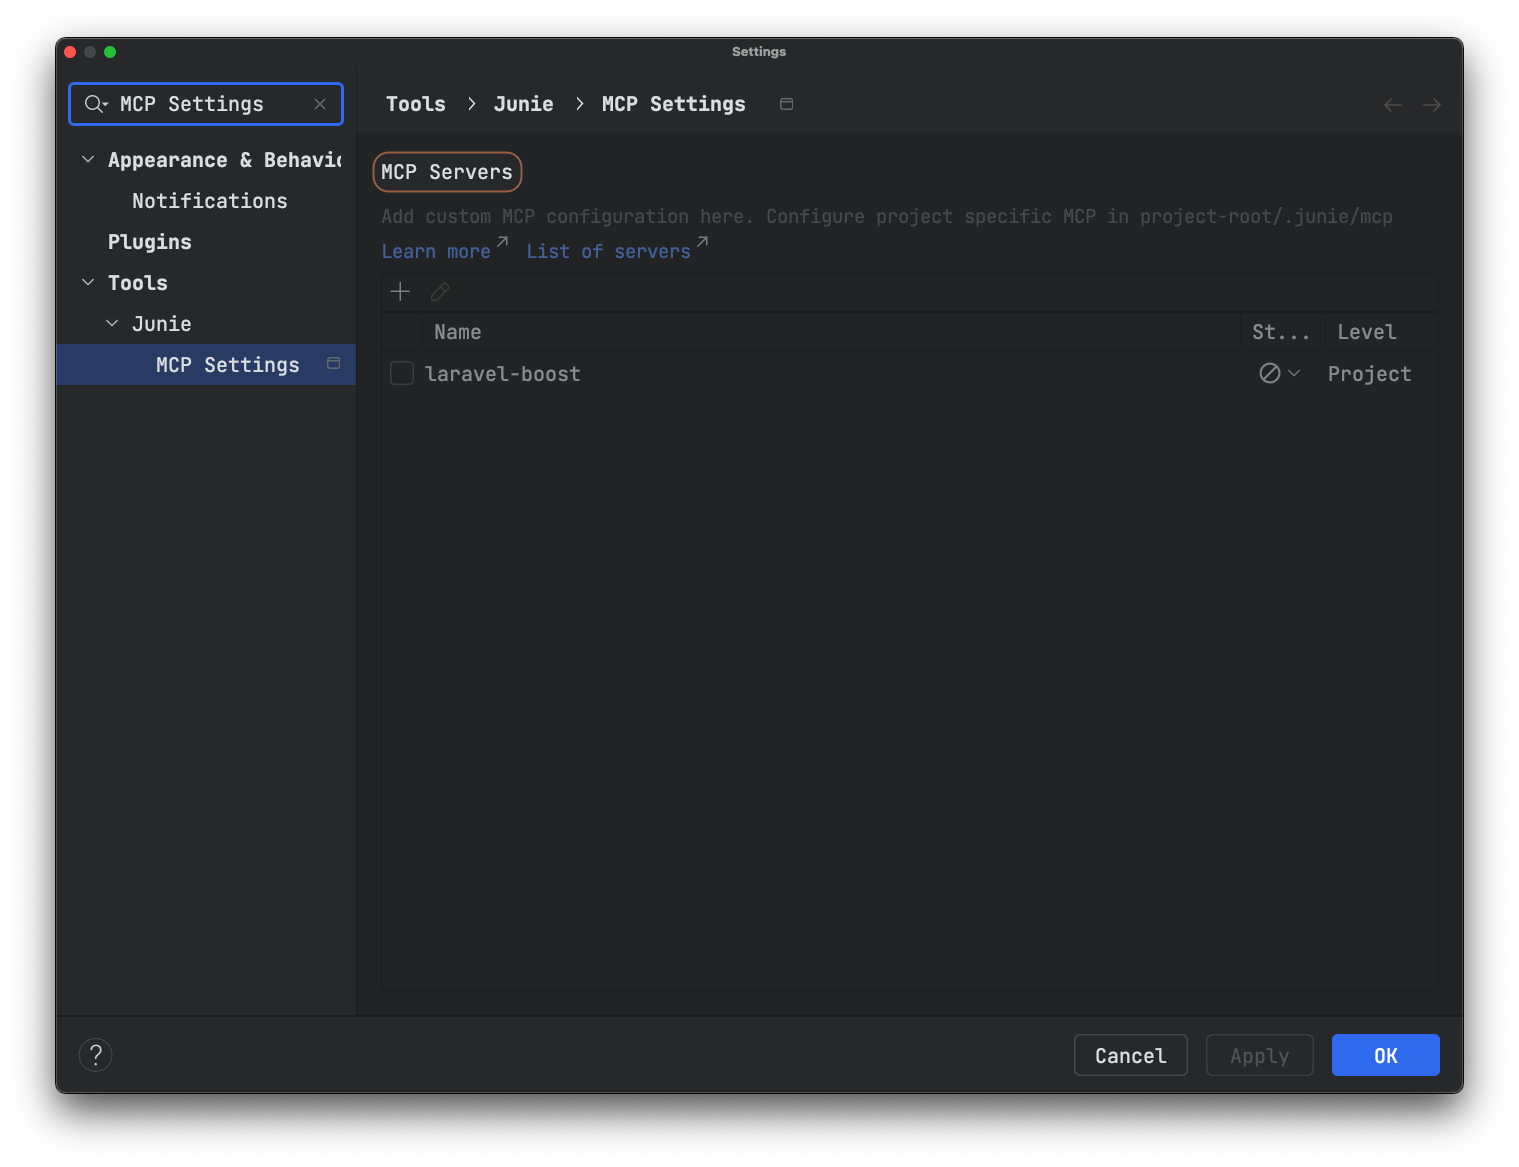 Settings
MCP Settings
Tools > Junie > MCP Settings
Appearance & Behavio
Notifications
Plugins
Tools
Junie
MCP Settings
MCP Servers
Add custom MCP configuration here. Configure project specific MCP in project-root/.junie/mcp
Learn more List of servers
Name St... Level
laravel-boost Project
? Cancel Apply OK